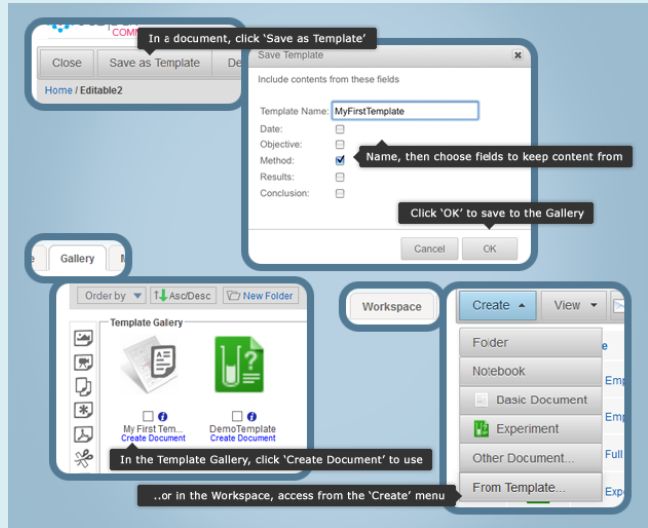 COMM
In a document, click 'Save as Template'
Close
Save as Template
De
Home / Editable2
Save Template
Include contents from these fields
Template Name:
MyFirstTemplate
Date:
Objective:
Method:
Name, then choose fields to keep content from
Results:
Conclusion:
Click 'OK' to save to the Gallery
Cancel
OK
Gallery
Order by
Asc/Desc
New Folder
Template Gallery
My First Tem...
Create Document
DemoTemplate
Create Document
In the Template Gallery, click 'Create Document' to use
Workspace
Create
View
Folder
Notebook
Basic Document
Experiment
Other Document...
From Template...
e
Emp
Emp
Full
Expe
..or in the Workspace, access from the 'Create' menu